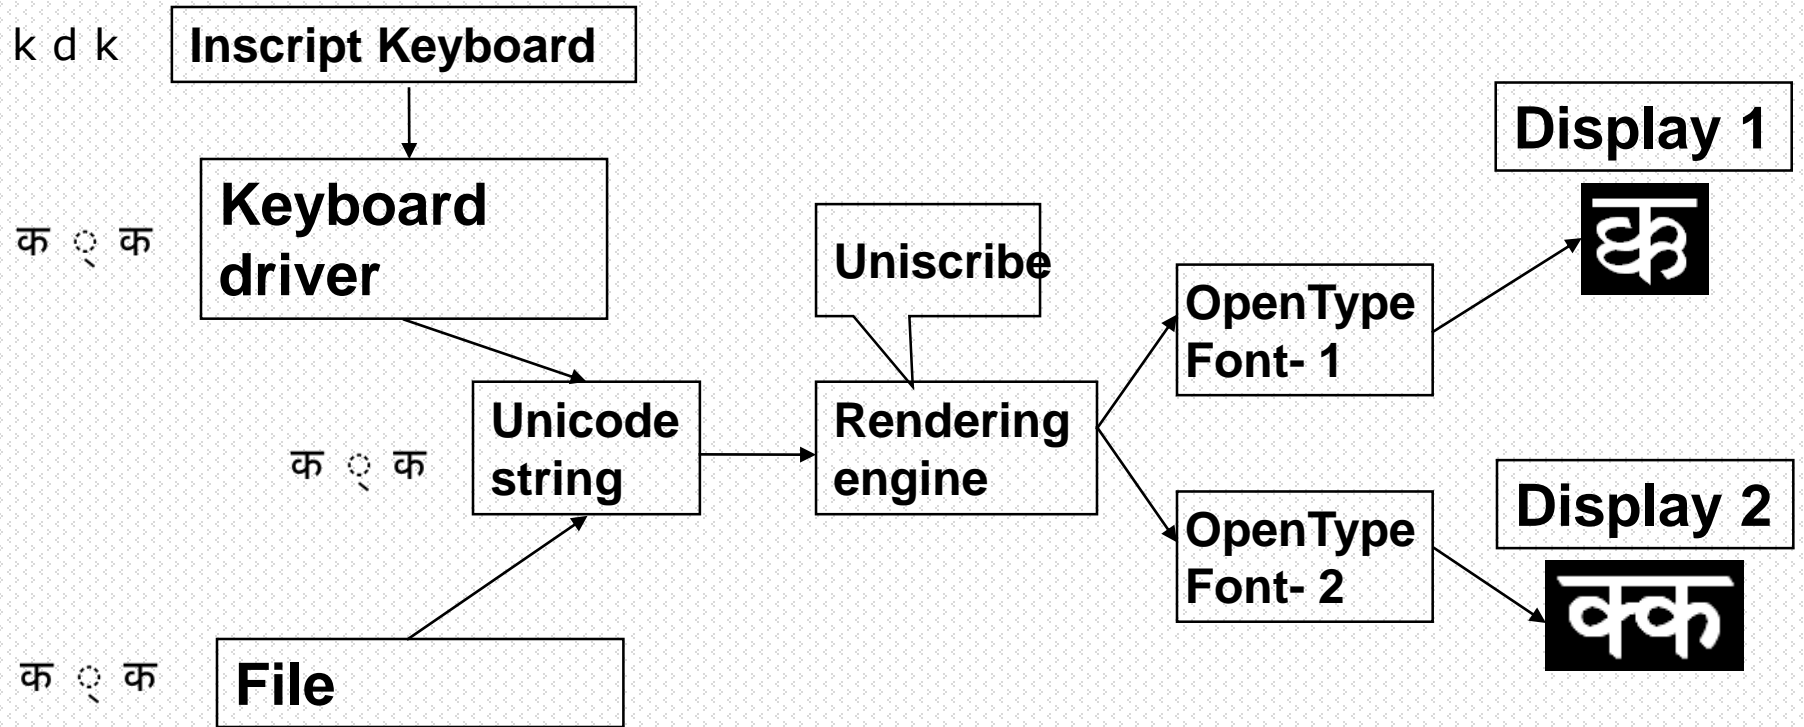 k d k
Inscript Keyboard
Display 1
क ् क
Keyboard
driver
Uniscribe
क्क
OpenType
Font- 1
Unicode
string
क ् क
Rendering
engine
OpenType
Font- 2
Display 2
क्‍क
क ् क
File